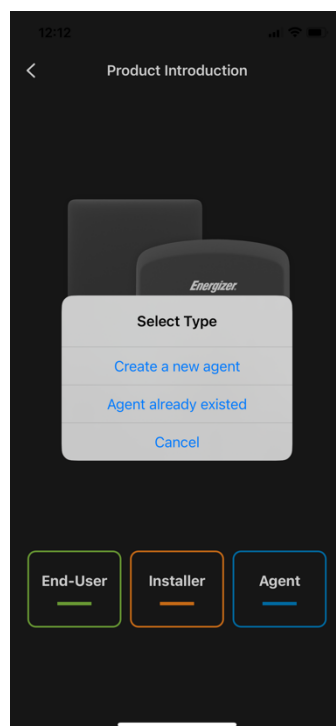 12:12
Product Introduction
Energizer
Select Type
Create a new agent
Agent already existed
Cancel
End-User Installer Agent